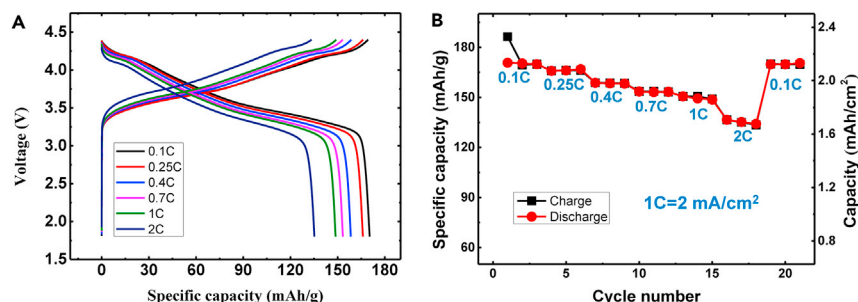 A
4.5
4.0
3.5
3.0
2.5
2.0
1.5
Voltage (V)
0.1C
0.25C
0.4C
0.7C
1C
2C
0 30 60 90 120 150 180
Specific capacity (mAh/g)
B
180
150
120
90
60
Specific capacity (mAh/g)
0.1C
0.25C
0.4C
0.7C
1C
2C
0.1C
Charge
Discharge
1C=2 mA/cm²
2.4
2.0
1.6
1.2
0.8
Capacity (mAh/cm²)
0 5 10 15 20
Cycle number